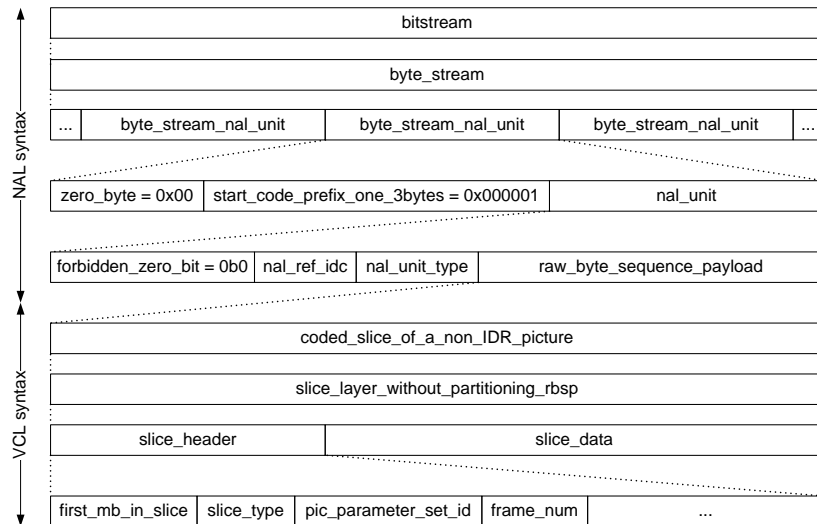 bitstream
byte_stream
... byte_stream_nal_unit byte_stream_nal_unit byte_stream_nal_unit ...
NAL syntax
zero_byte = 0x00 start_code_prefix_one_3bytes = 0x000001 nal_unit
forbidden_zero_bit = 0b0 nal_ref_idc nal_unit_type raw_byte_sequence_payload
coded_slice_of_a_non_IDR_picture
slice_layer_without_partitioning_rbsp
VCL syntax
slice_header slice_data
first_mb_in_slice slice_type pic_parameter_set_id frame_num ...